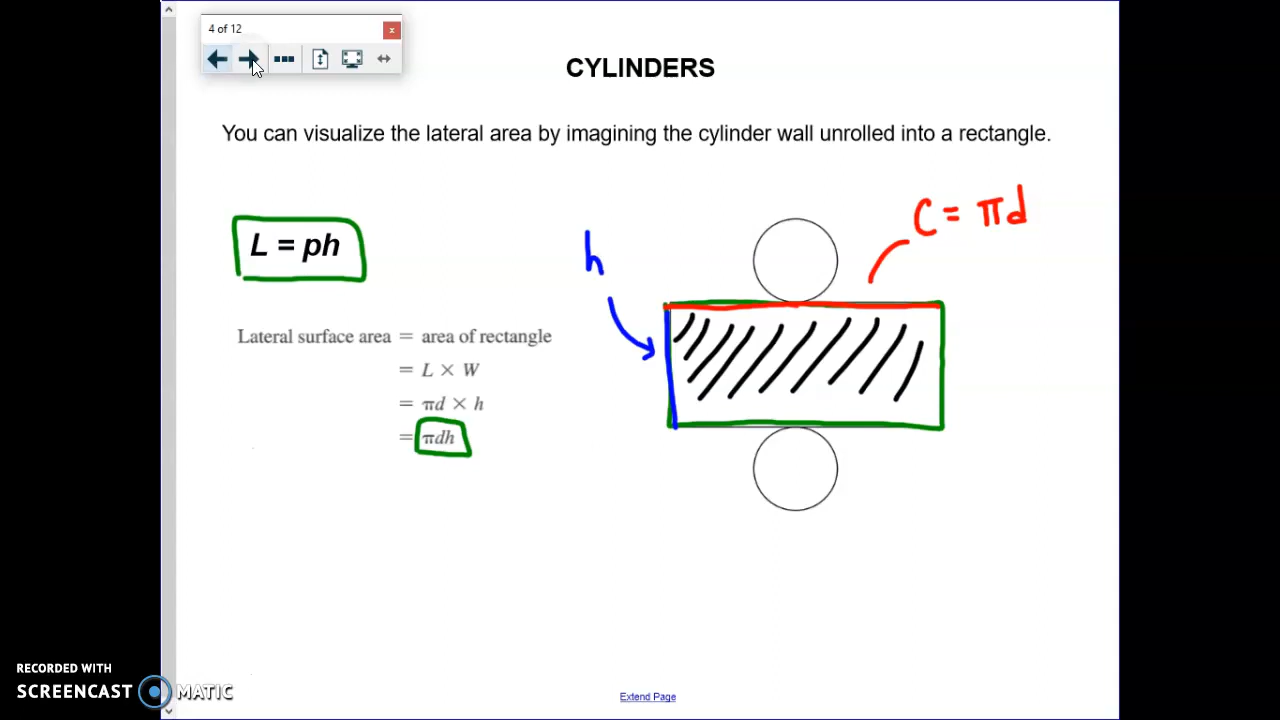 4 of 12
x
CYLINDERS
You can visualize the lateral area by imagining the cylinder wall unrolled into a rectangle.
C = πd
L = ph
h
Lateral surface area = area of rectangle
= L × W
= πd × h
= πdh
RECORDED WITH
SCREENCAST MATIC
Extend Page